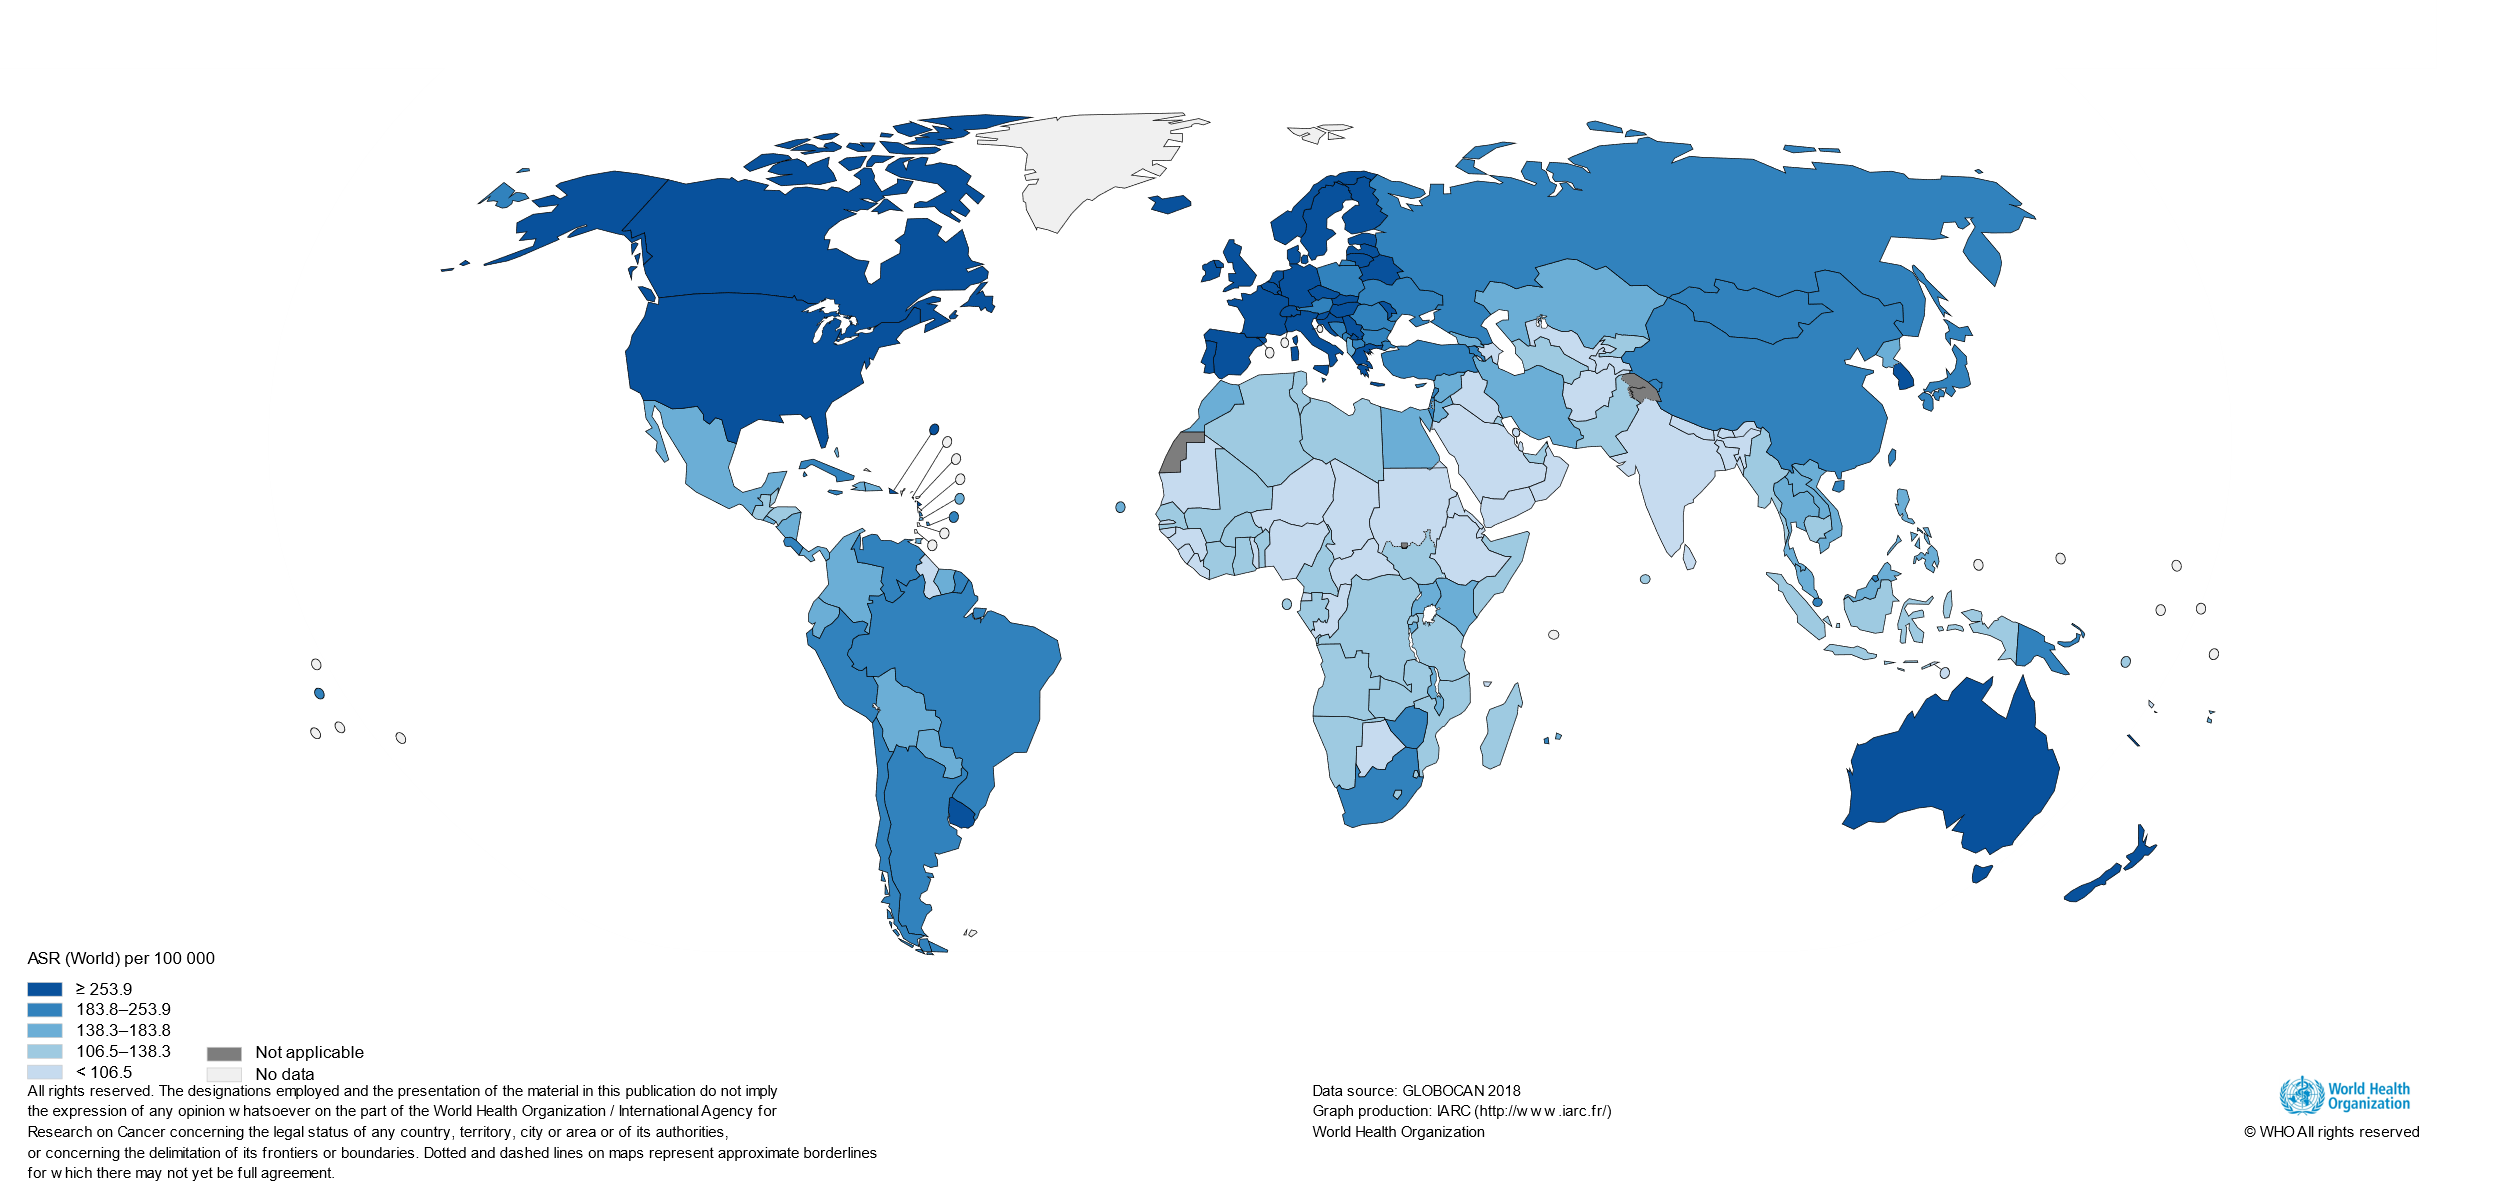 ASR (World) per 100 000
≥ 253.9
183.8–253.9
138.3–183.8
106.5–138.3
< 106.5
Not applicable
No data
All rights reserved. The designations employed and the presentation of the material in this publication do not imply
the expression of any opinion whatsoever on the part of the World Health Organization / International Agency for
Research on Cancer concerning the legal status of any country, territory, city or area or of its authorities,
or concerning the delimitation of its frontiers or boundaries. Dotted and dashed lines on maps represent approximate borderlines
for which there may not yet be full agreement.
Data source: GLOBOCAN 2018
Graph production: IARC (http://www.iarc.fr/)
World Health Organization
World Health
Organization
© WHO All rights reserved